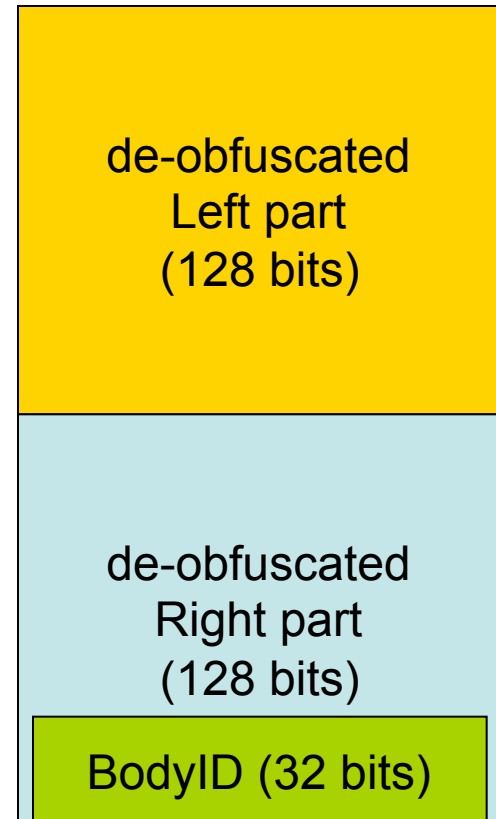 de-obfuscated
Left part
(128 bits)
de-obfuscated
Right part
(128 bits)
BodyID (32 bits)